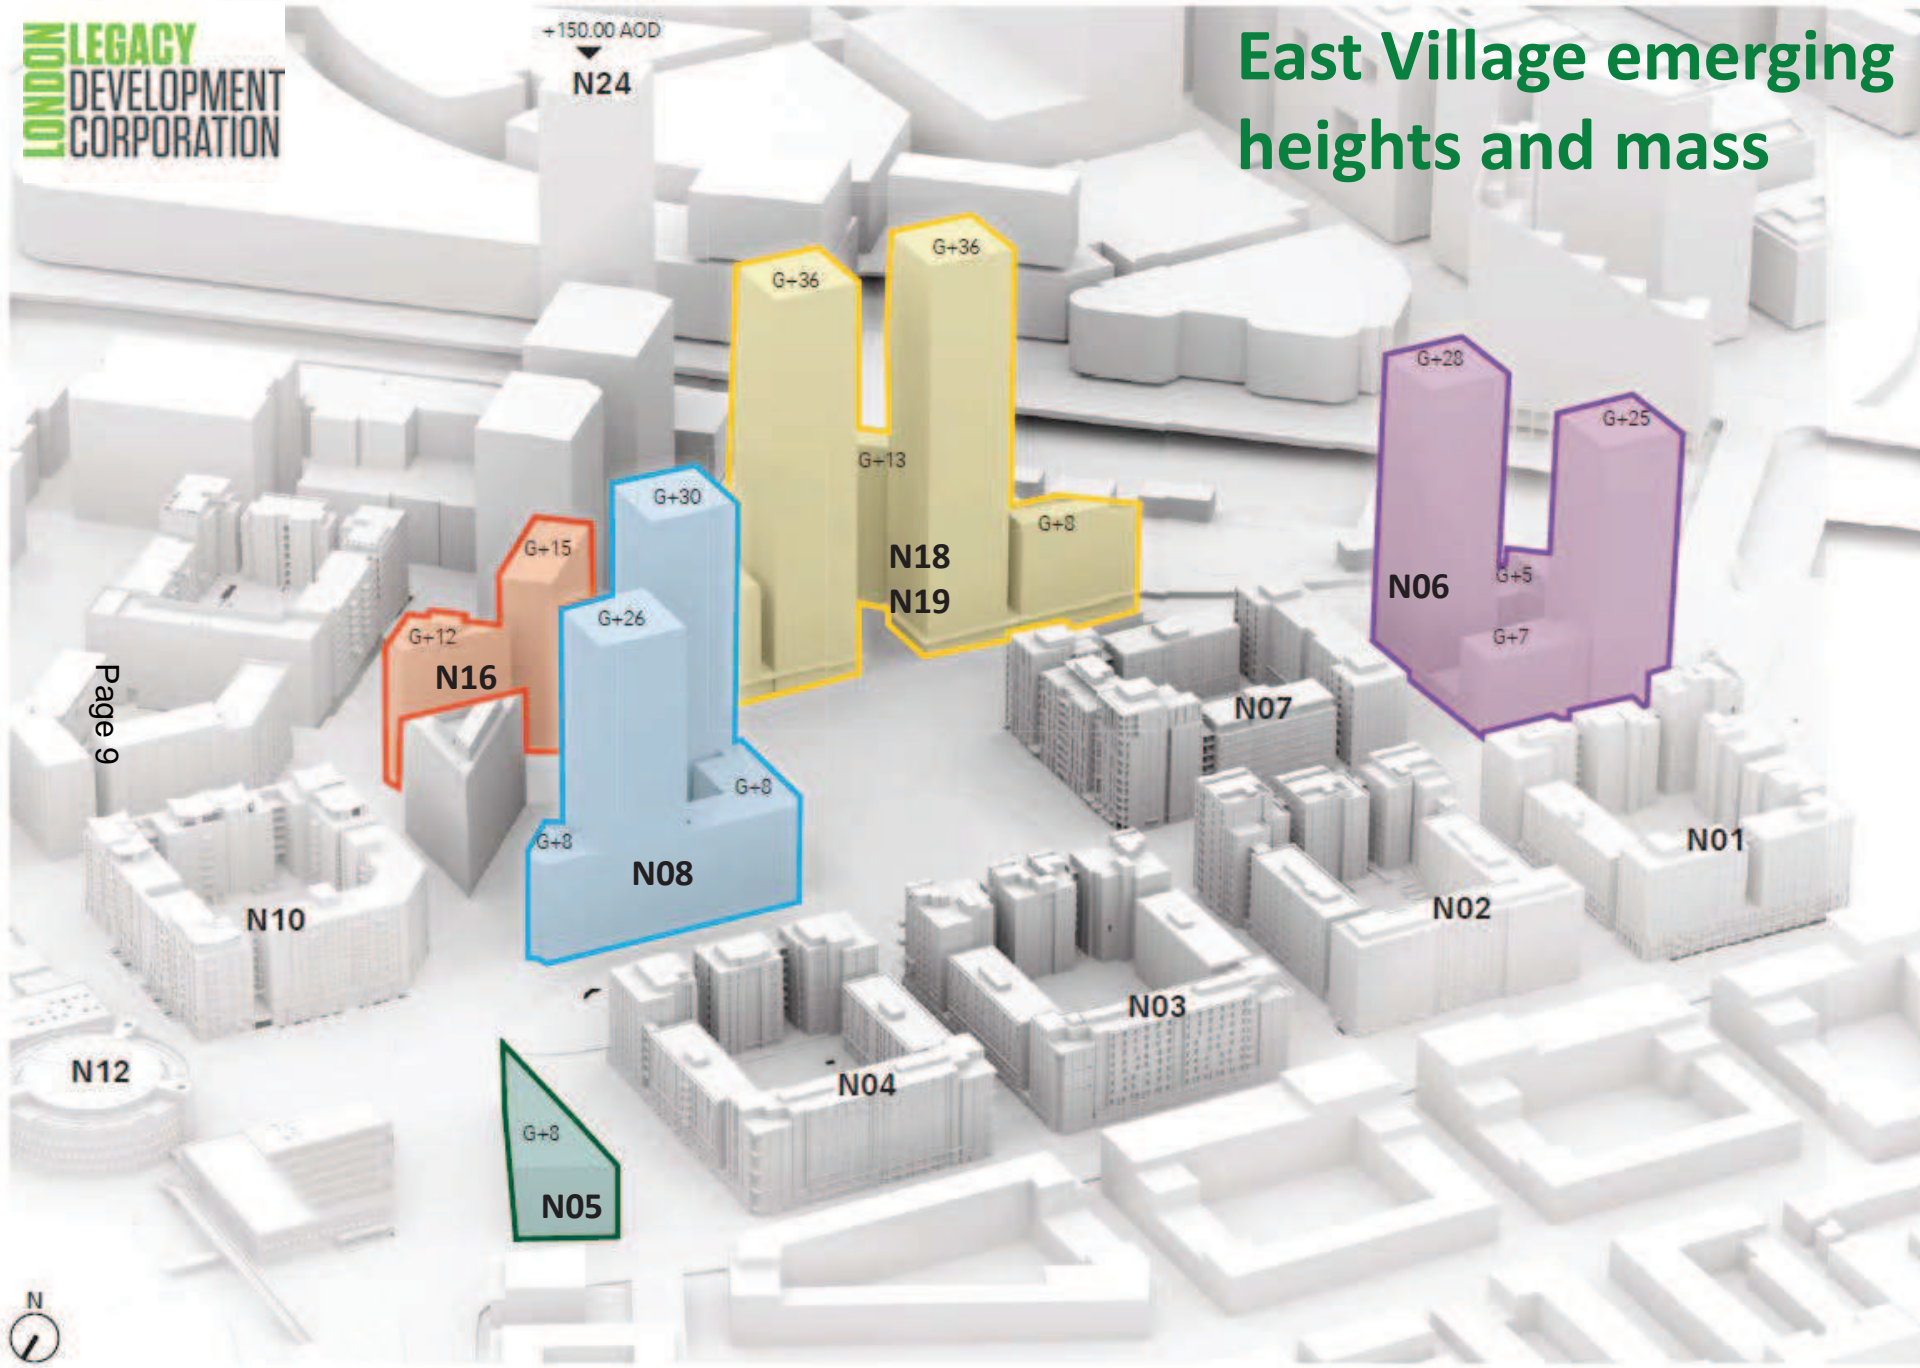 LONDON
LEGACY
DEVELOPMENT
CORPORATION
+150.00 AOD
N24
East Village emerging
heights and mass
G+36
G+36
G+28
G+25
G+13
G+30
G+8
G+15
N18
N19
G+5
N06
G+26
G+12
G+7
N16
Page 9
N07
G+8
G+8
N08
N01
N02
N10
N03
N12
N04
G+8
N05
N